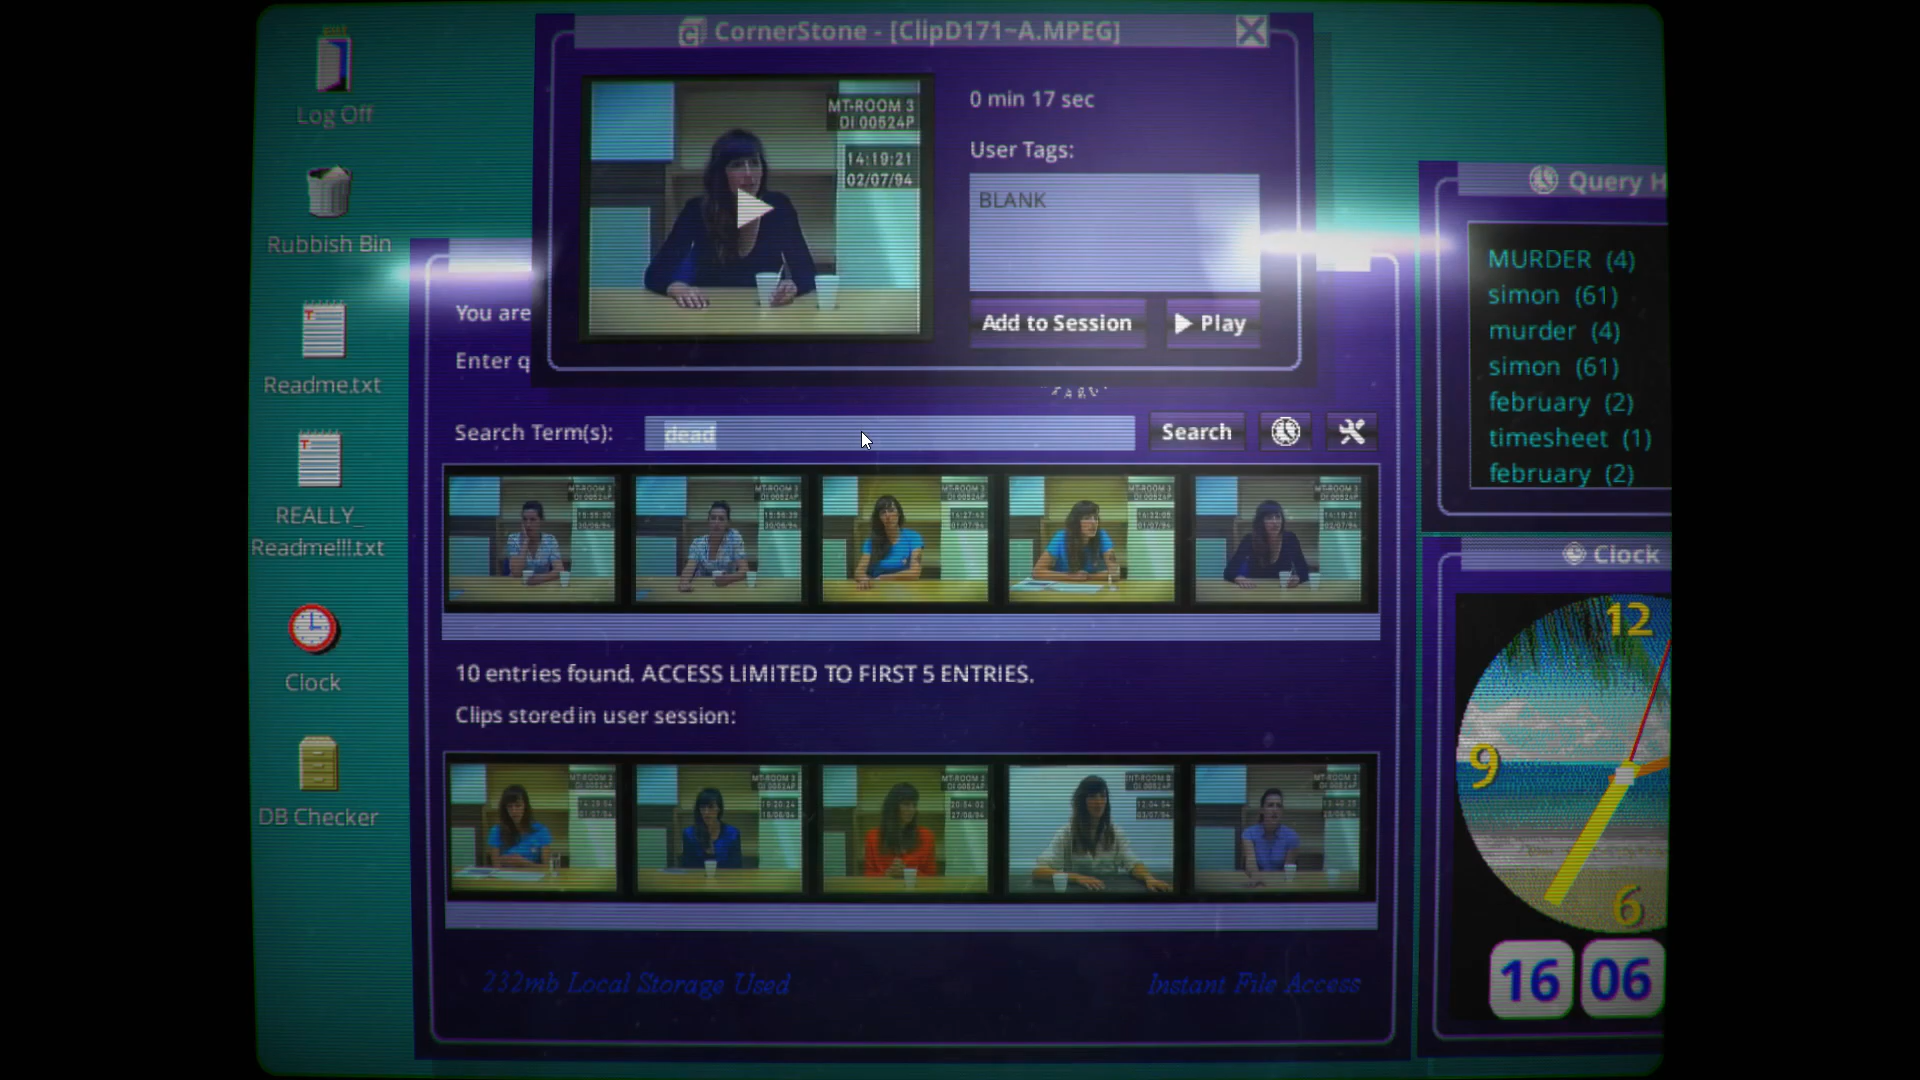 CornerStone - [ClipD171~A.MPEG]
Log Off
Rubbish Bin
Readme.txt
REALLY_
Readme!!!.txt
Clock
DB Checker
MT-ROOM 3
DI 00524P
14:19:21
02/07/94
0 min 17 sec
User Tags:
BLANK
Add to Session
Play
Query H
MURDER (4)
simon (61)
murder (4)
simon (61)
february (2)
timesheet (1)
february (2)
You are
Enter q
Search Term(s):
dead
Search
10 entries found. ACCESS LIMITED TO FIRST 5 ENTRIES.
Clips stored in user session:
232mb Local Storage Used
Instant File Access
Clock
12
9
6
16 06